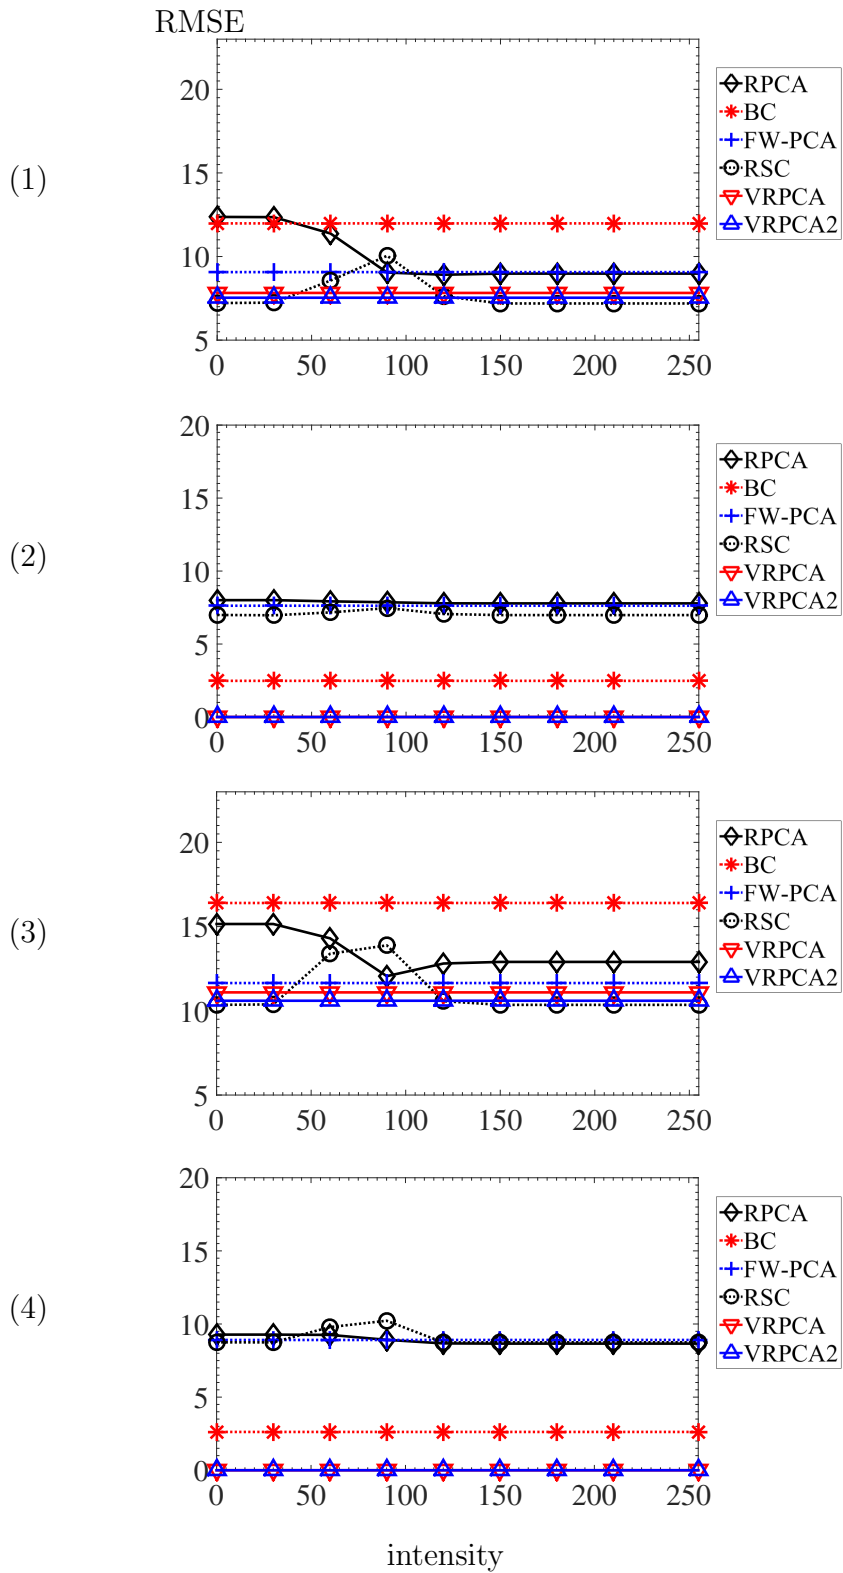 RMSE
(1)
20
15
10
5
0 50 100 150 200 250
RPCA
BC
FW-PCA
RSC
VRPCA
VRPCA2
(2)
20
15
10
5
0
0 50 100 150 200 250
RPCA
BC
FW-PCA
RSC
VRPCA
VRPCA2
(3)
20
15
10
5
0 50 100 150 200 250
RPCA
BC
FW-PCA
RSC
VRPCA
VRPCA2
(4)
20
15
10
5
0
0 50 100 150 200 250
RPCA
BC
FW-PCA
RSC
VRPCA
VRPCA2
intensity